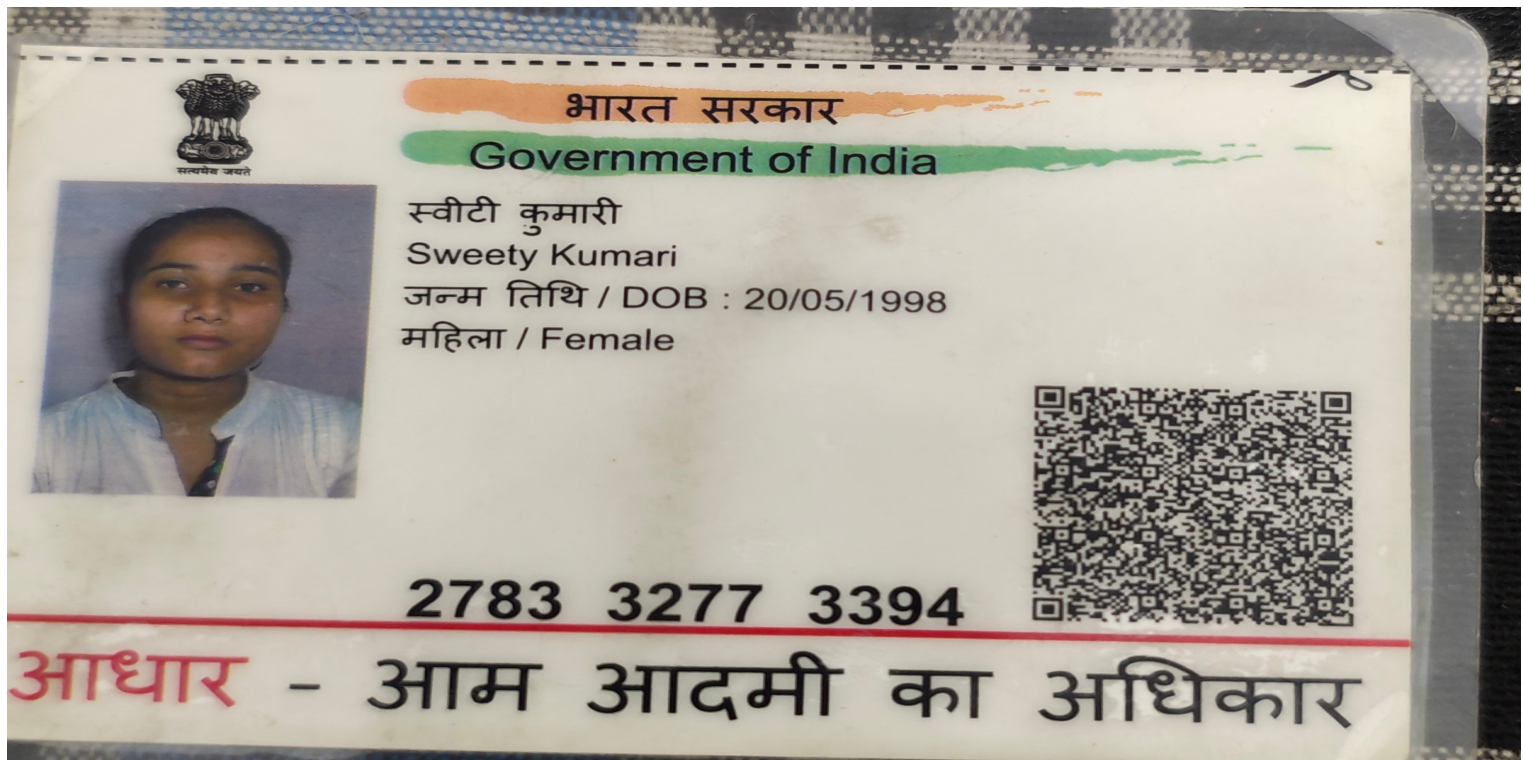 सत्यमेव जयते
भारत सरकार
Government of India
स्वीटी कुमारी
Sweety Kumari
जन्म तिथि / DOB : 20/05/1998
महिला / Female
2783 3277 3394
आधार - आम आदमी का अधिकार